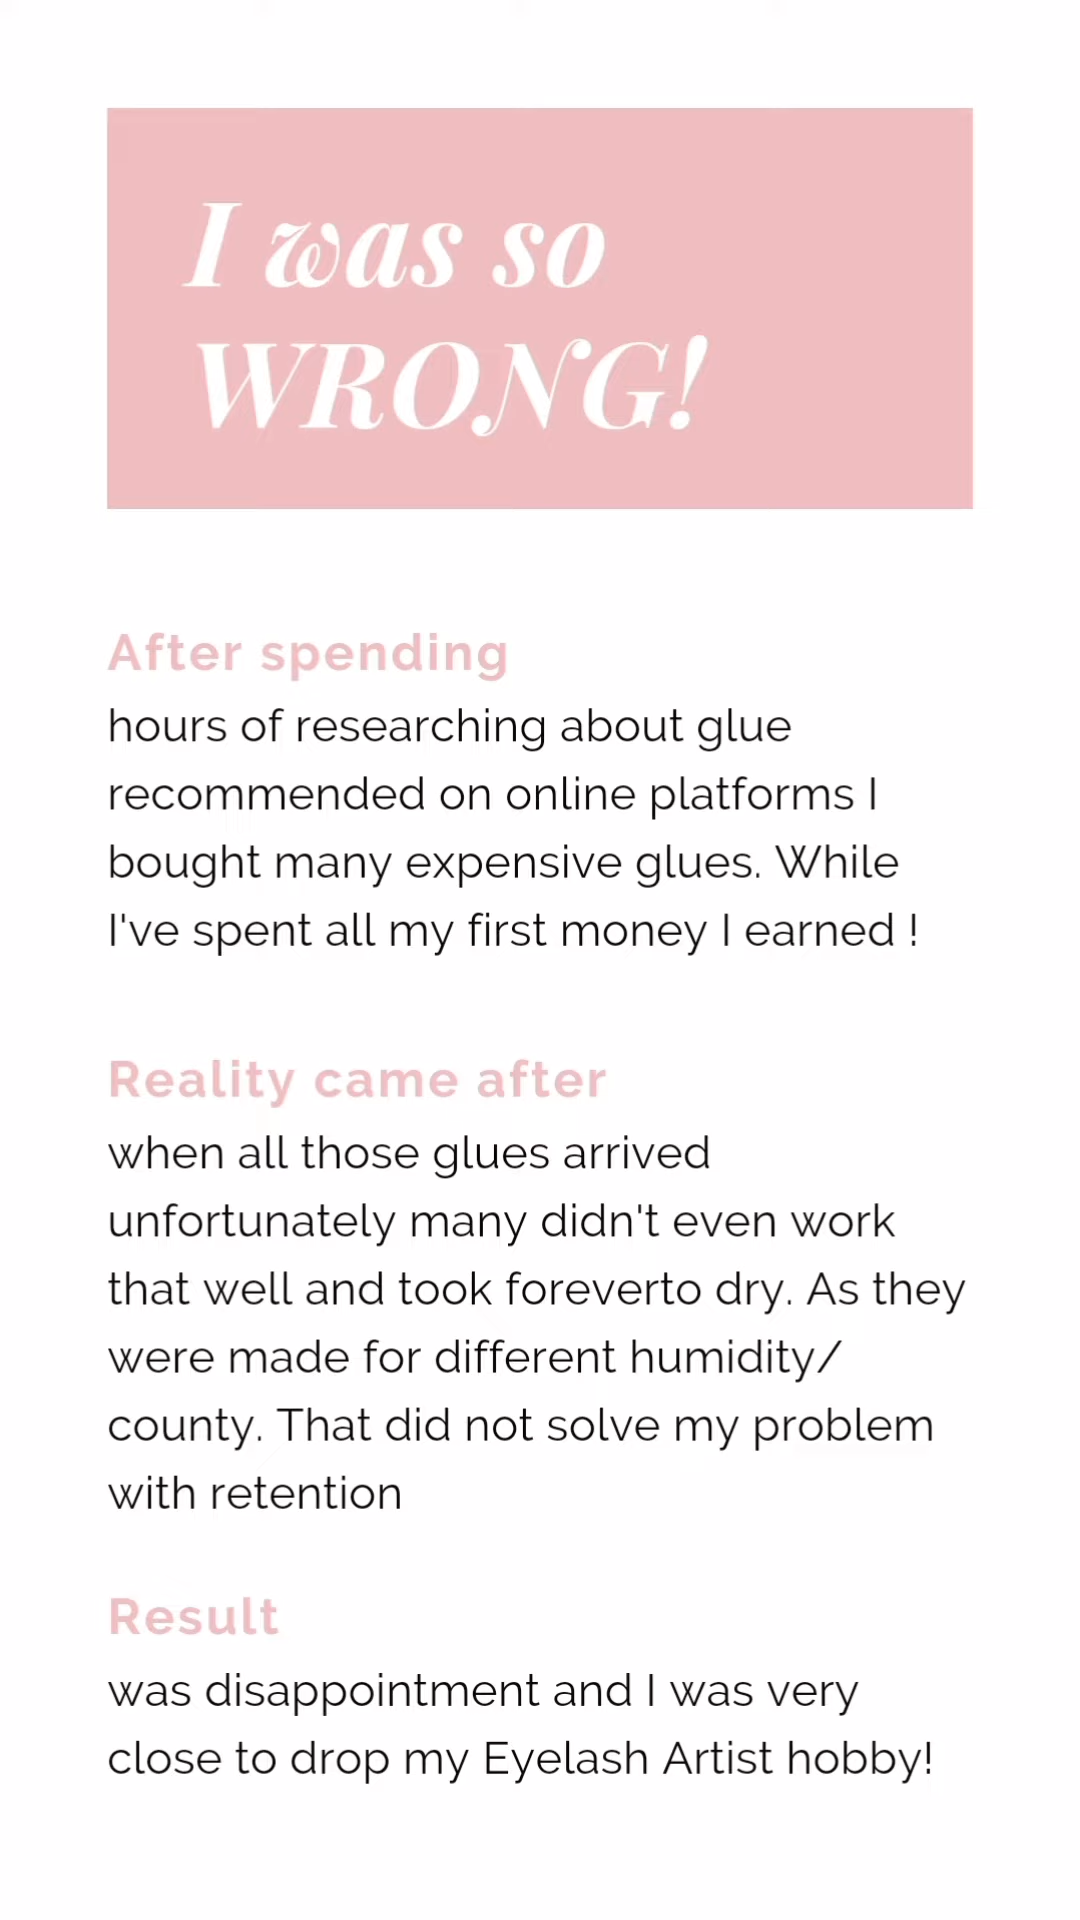 I was so
WRONG!
After spending
hours of researching about glue
recommended on online platforms I
bought many expensive glues. While
I've spent all my first money I earned !
Reality came after
when all those glues arrived
unfortunately many didn't even work
that well and took foreverto dry. As they
were made for different humidity/
county. That did not solve my problem
with retention
Result
was disappointment and I was very
close to drop my Eyelash Artist hobby!